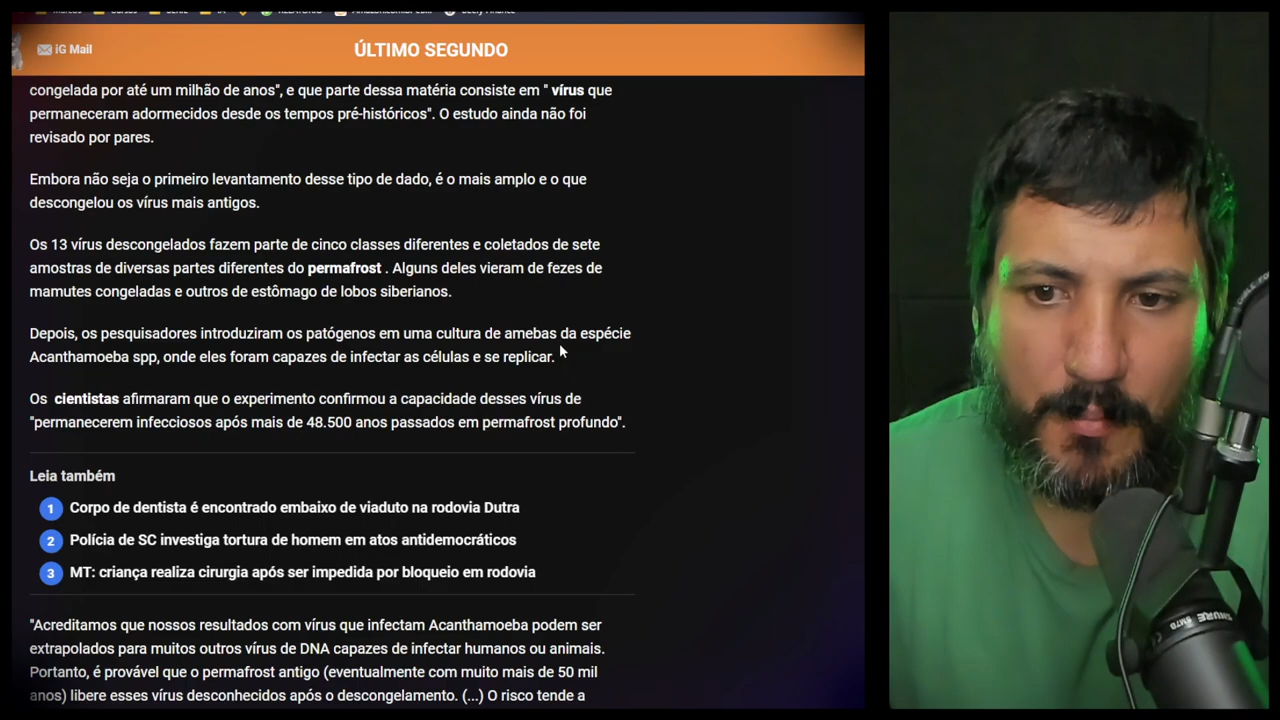 iG Mail
ÚLTIMO SEGUNDO
congelada por até um milhão de anos", e que parte dessa matéria consiste em " vírus que
permaneceram adormecidos desde os tempos pré-históricos". O estudo ainda não foi
revisado por pares.
Embora não seja o primeiro levantamento desse tipo de dado, é o mais amplo e o que
descongelou os vírus mais antigos.
Os 13 vírus descongelados fazem parte de cinco classes diferentes e coletados de sete
amostras de diversas partes diferentes do permafrost . Alguns deles vieram de fezes de
mamutes congeladas e outros de estômago de lobos siberianos.
Depois, os pesquisadores introduziram os patógenos em uma cultura de amebas da espécie
Acanthamoeba spp, onde eles foram capazes de infectar as células e se replicar.
Os cientistas afirmaram que o experimento confirmou a capacidade desses vírus de
"permanecerem infecciosos após mais de 48.500 anos passados em permafrost profundo".
Leia também
1 Corpo de dentista é encontrado embaixo de viaduto na rodovia Dutra
2 Polícia de SC investiga tortura de homem em atos antidemocráticos
3 MT: criança realiza cirurgia após ser impedida por bloqueio em rodovia
"Acreditamos que nossos resultados com vírus que infectam Acanthamoeba podem ser
extrapolados para muitos outros vírus de DNA capazes de infectar humanos ou animais.
Portanto, é provável que o permafrost antigo (eventualmente com muito mais de 50 mil
anos) libere esses vírus desconhecidos após o descongelamento. (...) O risco tende a
SHURE SM7B